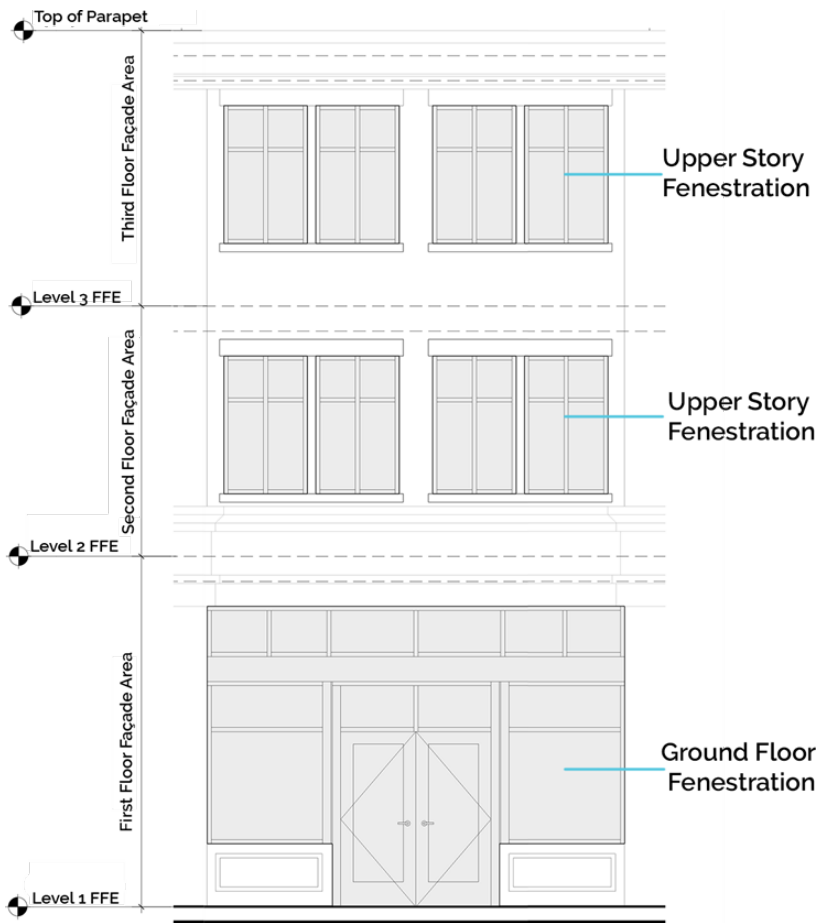 Top of Parapet
Third Floor Façade Area
Upper Story
Fenestration
Level 3 FFE
Second Floor Façade Area
Upper Story
Fenestration
Level 2 FFE
First Floor Façade Area
Ground Floor
Fenestration
Level 1 FFE